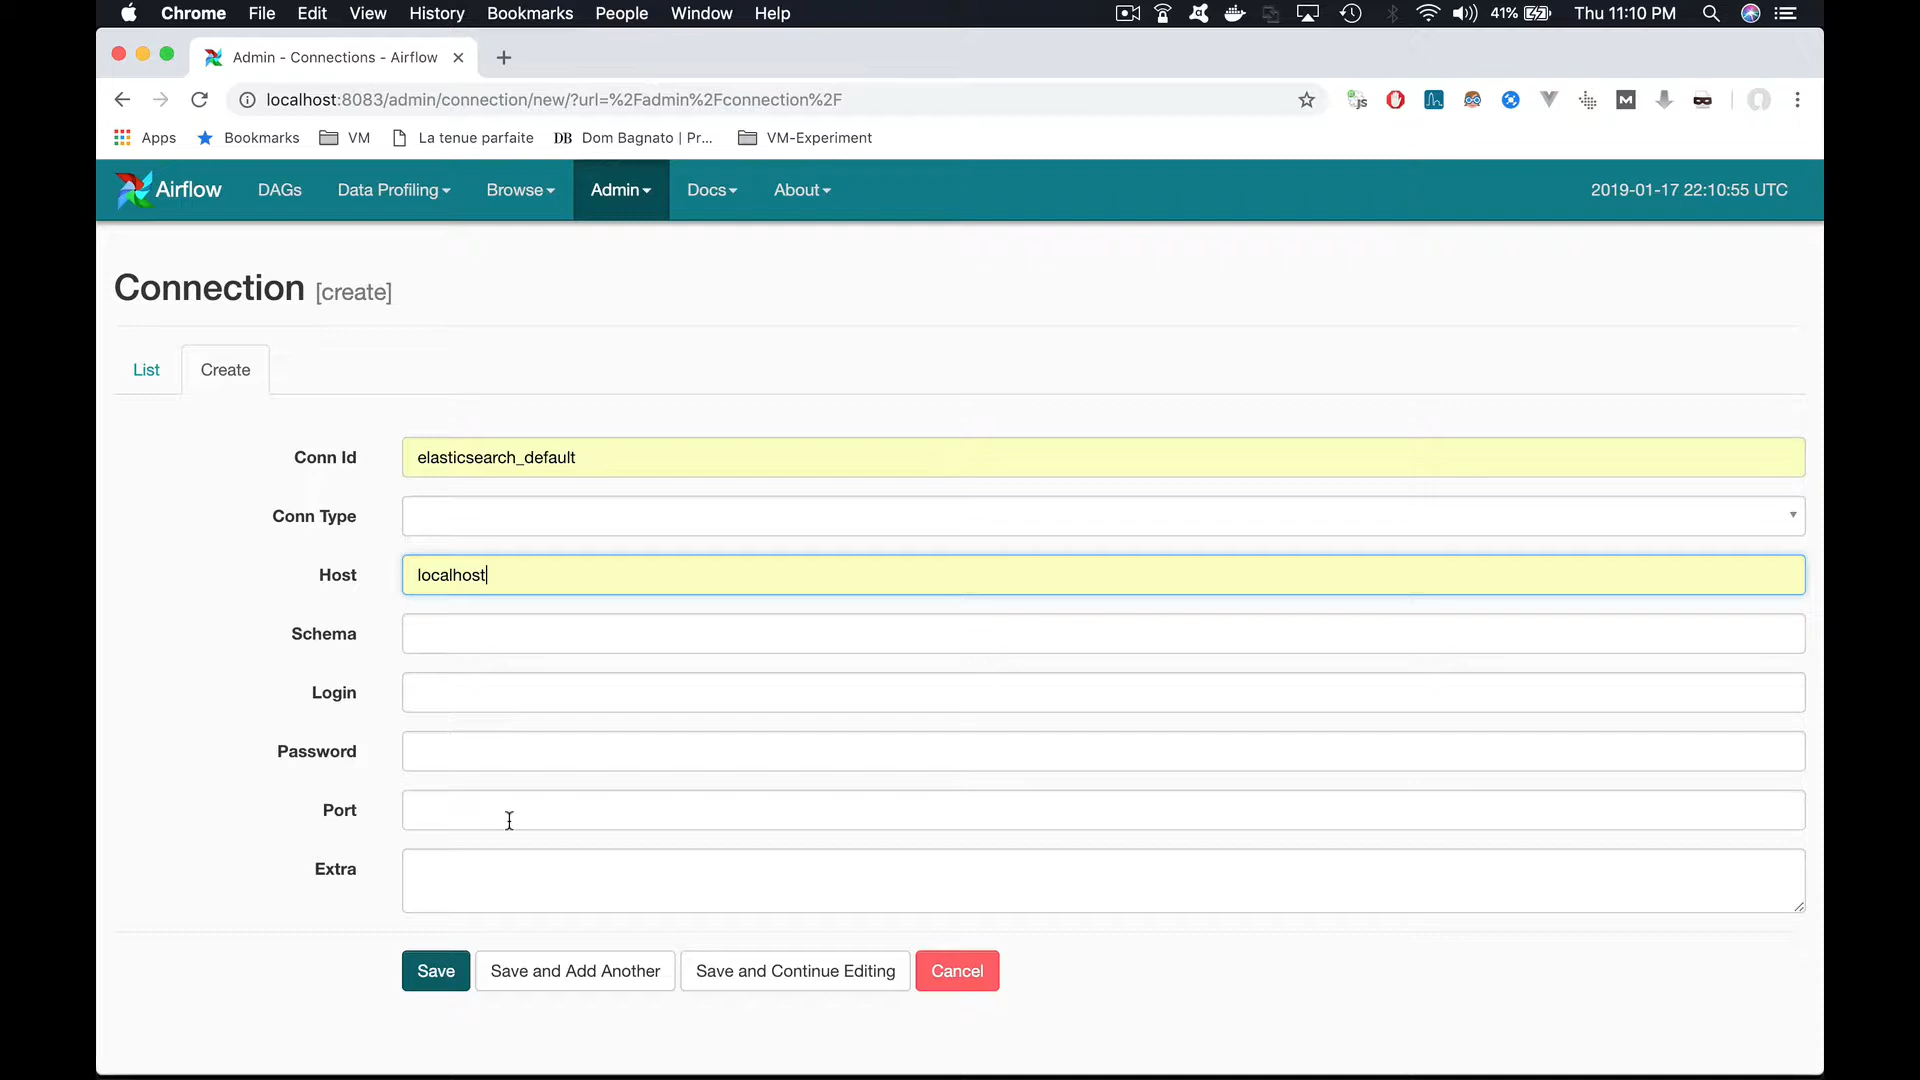 Chrome File Edit View History Bookmarks People Window Help 41% Thu 11:10 PM
Admin - Connections - Airflow
localhost:8083/admin/connection/new/?url=%2Fadmin%2Fconnection%2F
Apps Bookmarks VM La tenue parfaite DB Dom Bagnato | Pr... VM-Experiment
Airflow DAGs Data Profiling Browse Admin Docs About 2019-01-17 22:10:55 UTC
Connection [create]
List Create
Conn Id elasticsearch_default
Conn Type
Host localhost
Schema
Login
Password
Port
Extra
Save Save and Add Another Save and Continue Editing Cancel